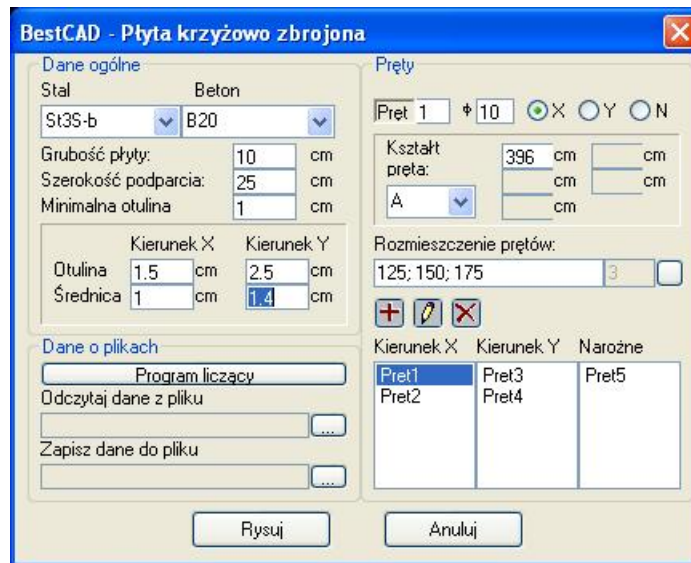 BestCAD - Płyta krzyżowo zbrojona
Dane ogólne
Stal Beton
St3S-b B20
Grubość płyty: 10 cm
Szerokość podparcia: 25 cm
Minimalna otulina 1 cm
Kierunek X Kierunek Y
Otulina 1.5 cm 2.5 cm
Średnica 1 cm 1.4 cm
Dane o plikach
Program liczący
Odczytaj dane z pliku
...
Zapisz dane do pliku
...
Pręty
Pret 1 ϕ 10 X Y N
Kształt pręta: 396 cm cm
cm cm
A cm
Rozmieszczenie prętów:
125; 150; 175 3
Kierunek X Kierunek Y Narożne
Pret1 Pret3 Pret5
Pret2 Pret4
Rysuj Anuluj